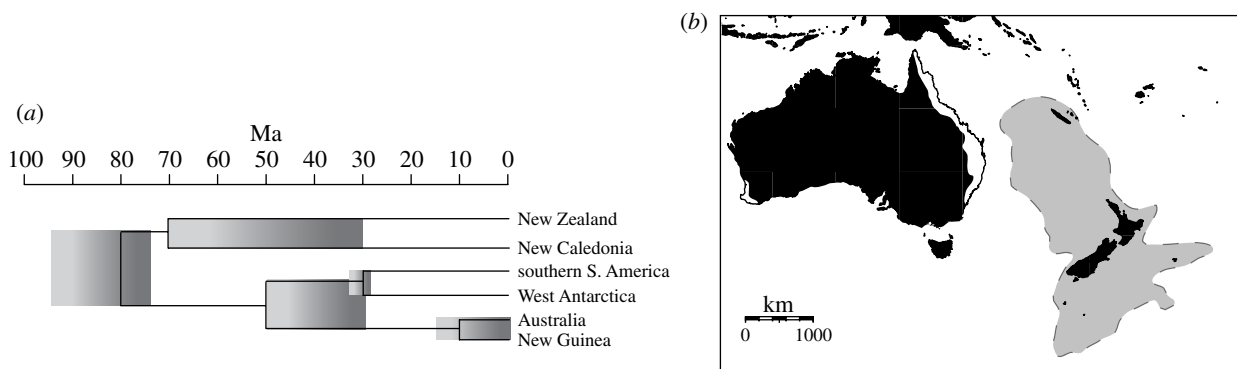 (a)
Ma
100 90 80 70 60 50 40 30 20 10 0
New Zealand
New Caledonia
southern S. America
West Antarctica
Australia
New Guinea
(b)
km
0 1000